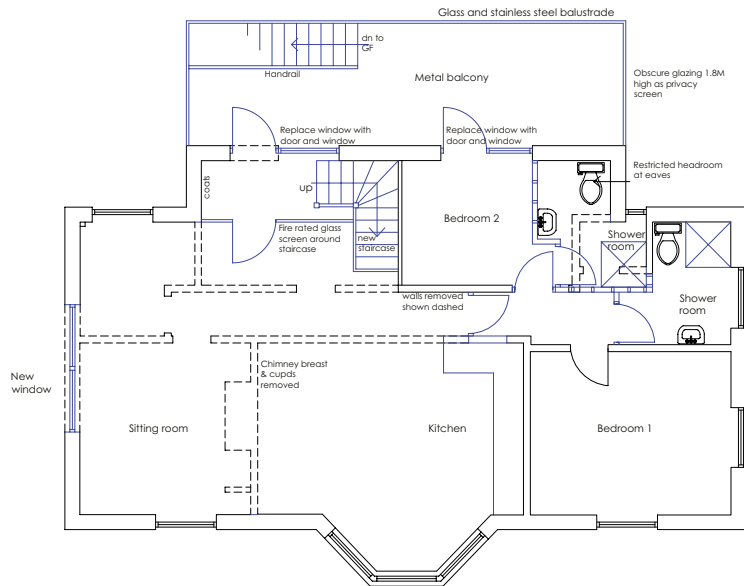 Glass and stainless steel balustrade
dn to
GF
Handrail
Metal balcony
Obscure glazing 1.8M
high as privacy
screen
Replace window with
door and window
Replace window with
door and window
Restricted headroom
at eaves
coats
up
Bedroom 2
Fire rated glass
screen around
staircase
new
staircase
Shower
room
walls removed
shown dashed
Shower
room
New
window
Chimney breast
& cupds
removed
Sitting room
Kitchen
Bedroom 1